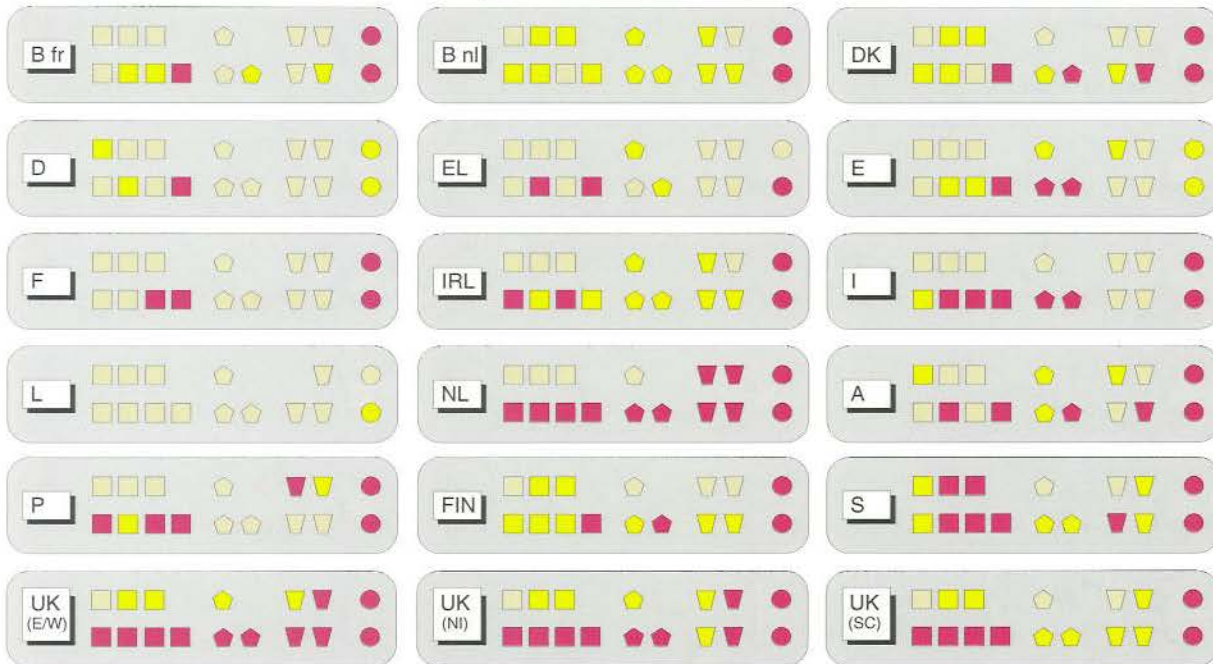 B fr
B nl
DK
D
EL
E
F
IRL
I
L
NL
A
P
FIN
S
UK
(E/W)
UK
(NI)
UK
(SC)